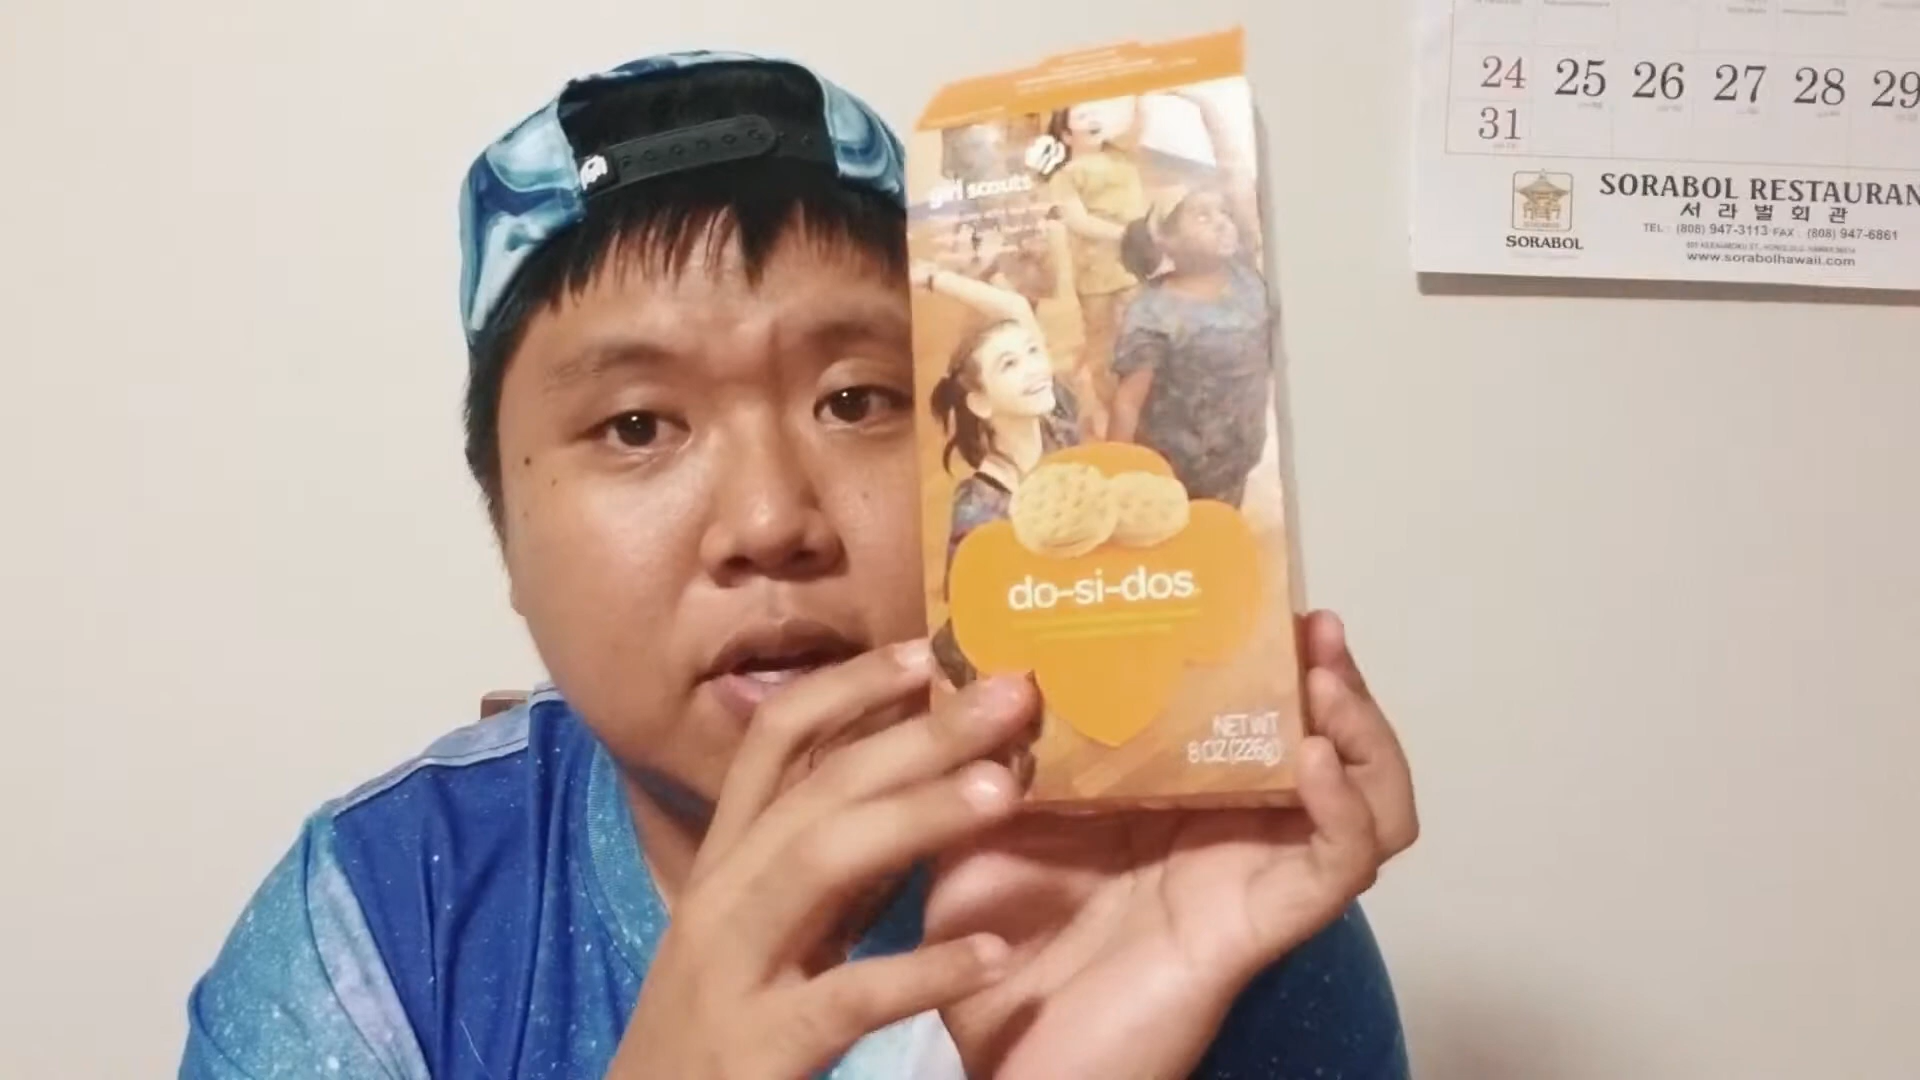 girl scouts
do-si-dos
NET WT
8 OZ (226g)
24 25 26 27 28 29
31
SORABOL RESTAURAN
서라벌회관
TEL : (808) 947-3113 FAX : (808) 947-6861
www.sorabolhawaii.com
SORABOL